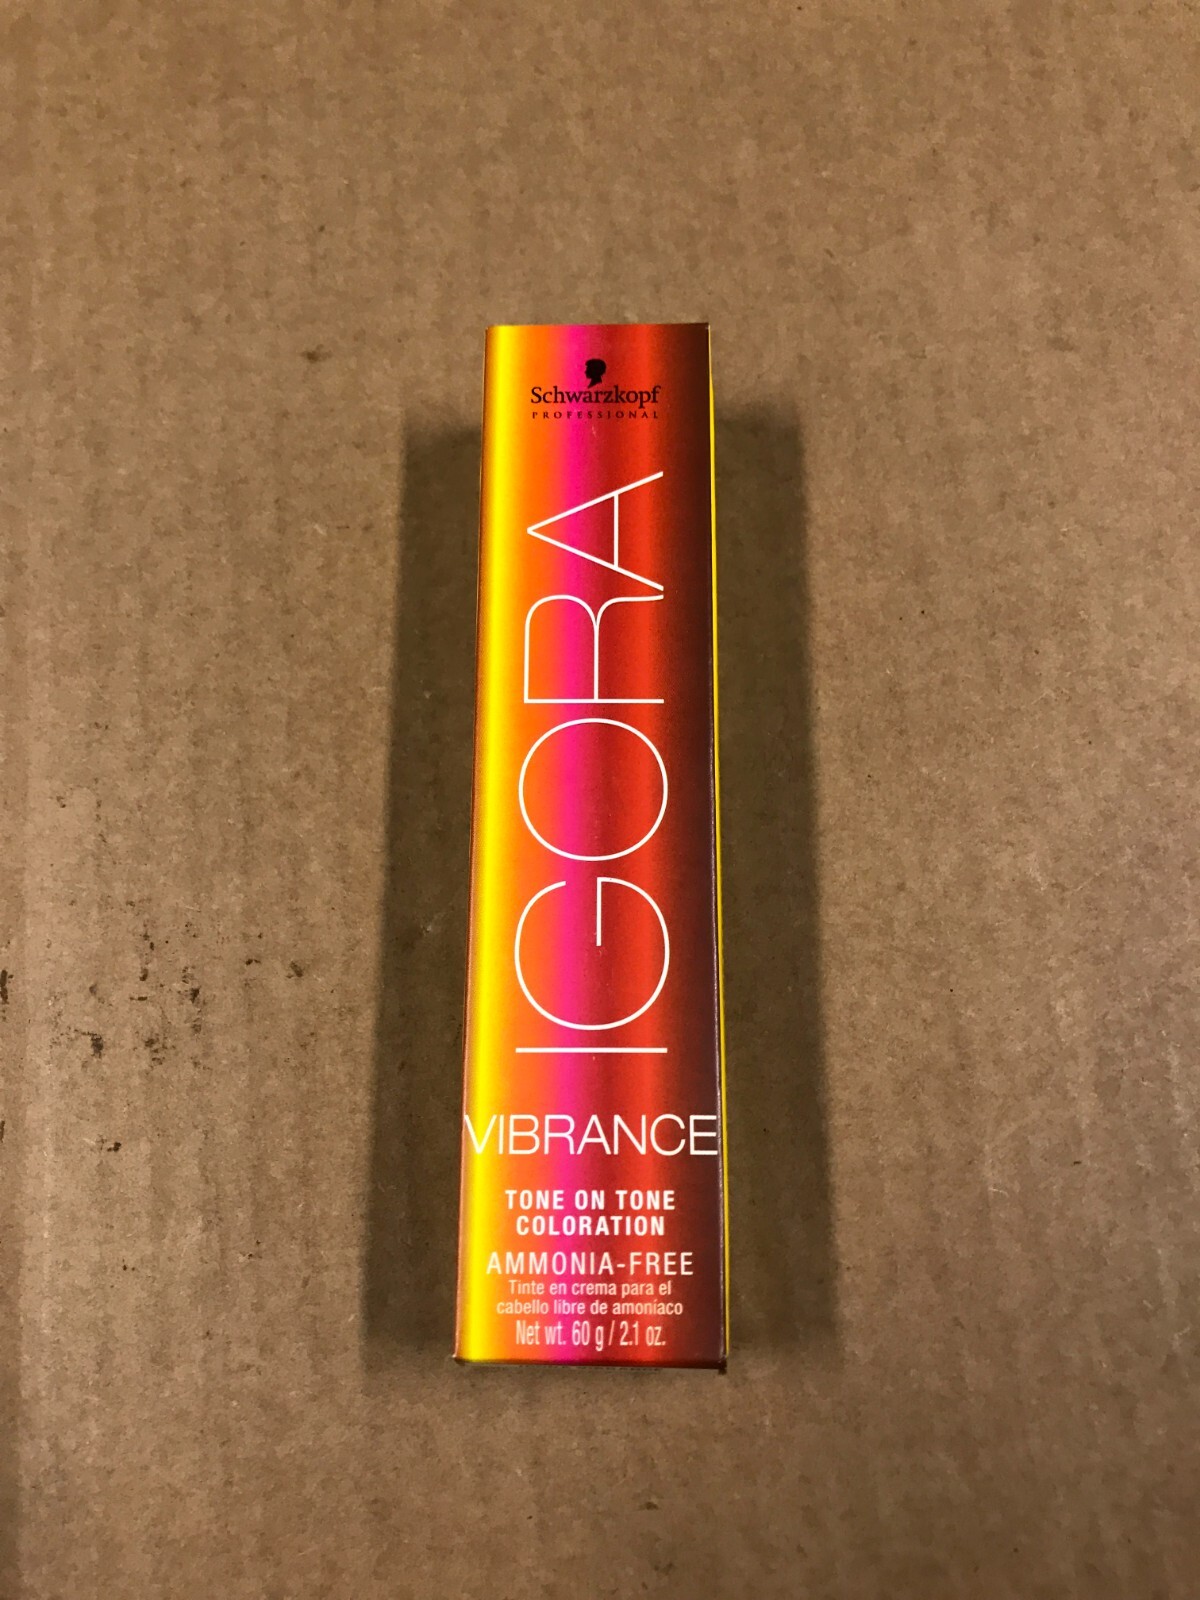 Schwarzkopf
PROFESSIONAL
IGORA
VIBRANCE
TONE ON TONE
COLORATION
AMMONIA-FREE
Tinte en crema para el
cabello libre de amoníaco
Net wt. 60 g / 2.1 oz.